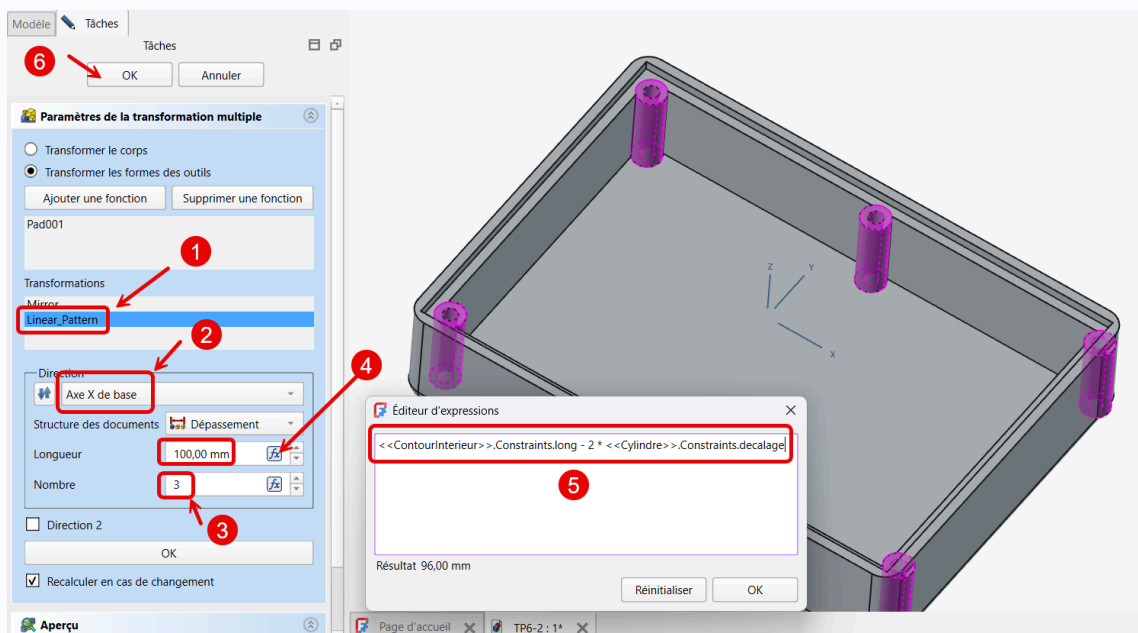 Modèle Tâches
Tâches
6
OK Annuler
Paramètres de la transformation multiple
Transformer le corps
Transformer les formes des outils
Ajouter une fonction Supprimer une fonction
Pad001
1
Transformations
Mirror
Linear_Pattern
2
Direction
4
Axe X de base
Structure des documents Dépassement
Longueur 100,00 mm fx
Nombre 3 fx
3
Direction 2
OK
Recalculer en cas de changement
Aperçu
Z Y
X
Éditeur d'expressions
<<ContourInterieur>>.Constraints.long - 2 * <<Cylindre>>.Constraints.decalage
5
Résultat 96,00 mm
Réinitialiser OK
Page d'accueil TP6-2 : 1*